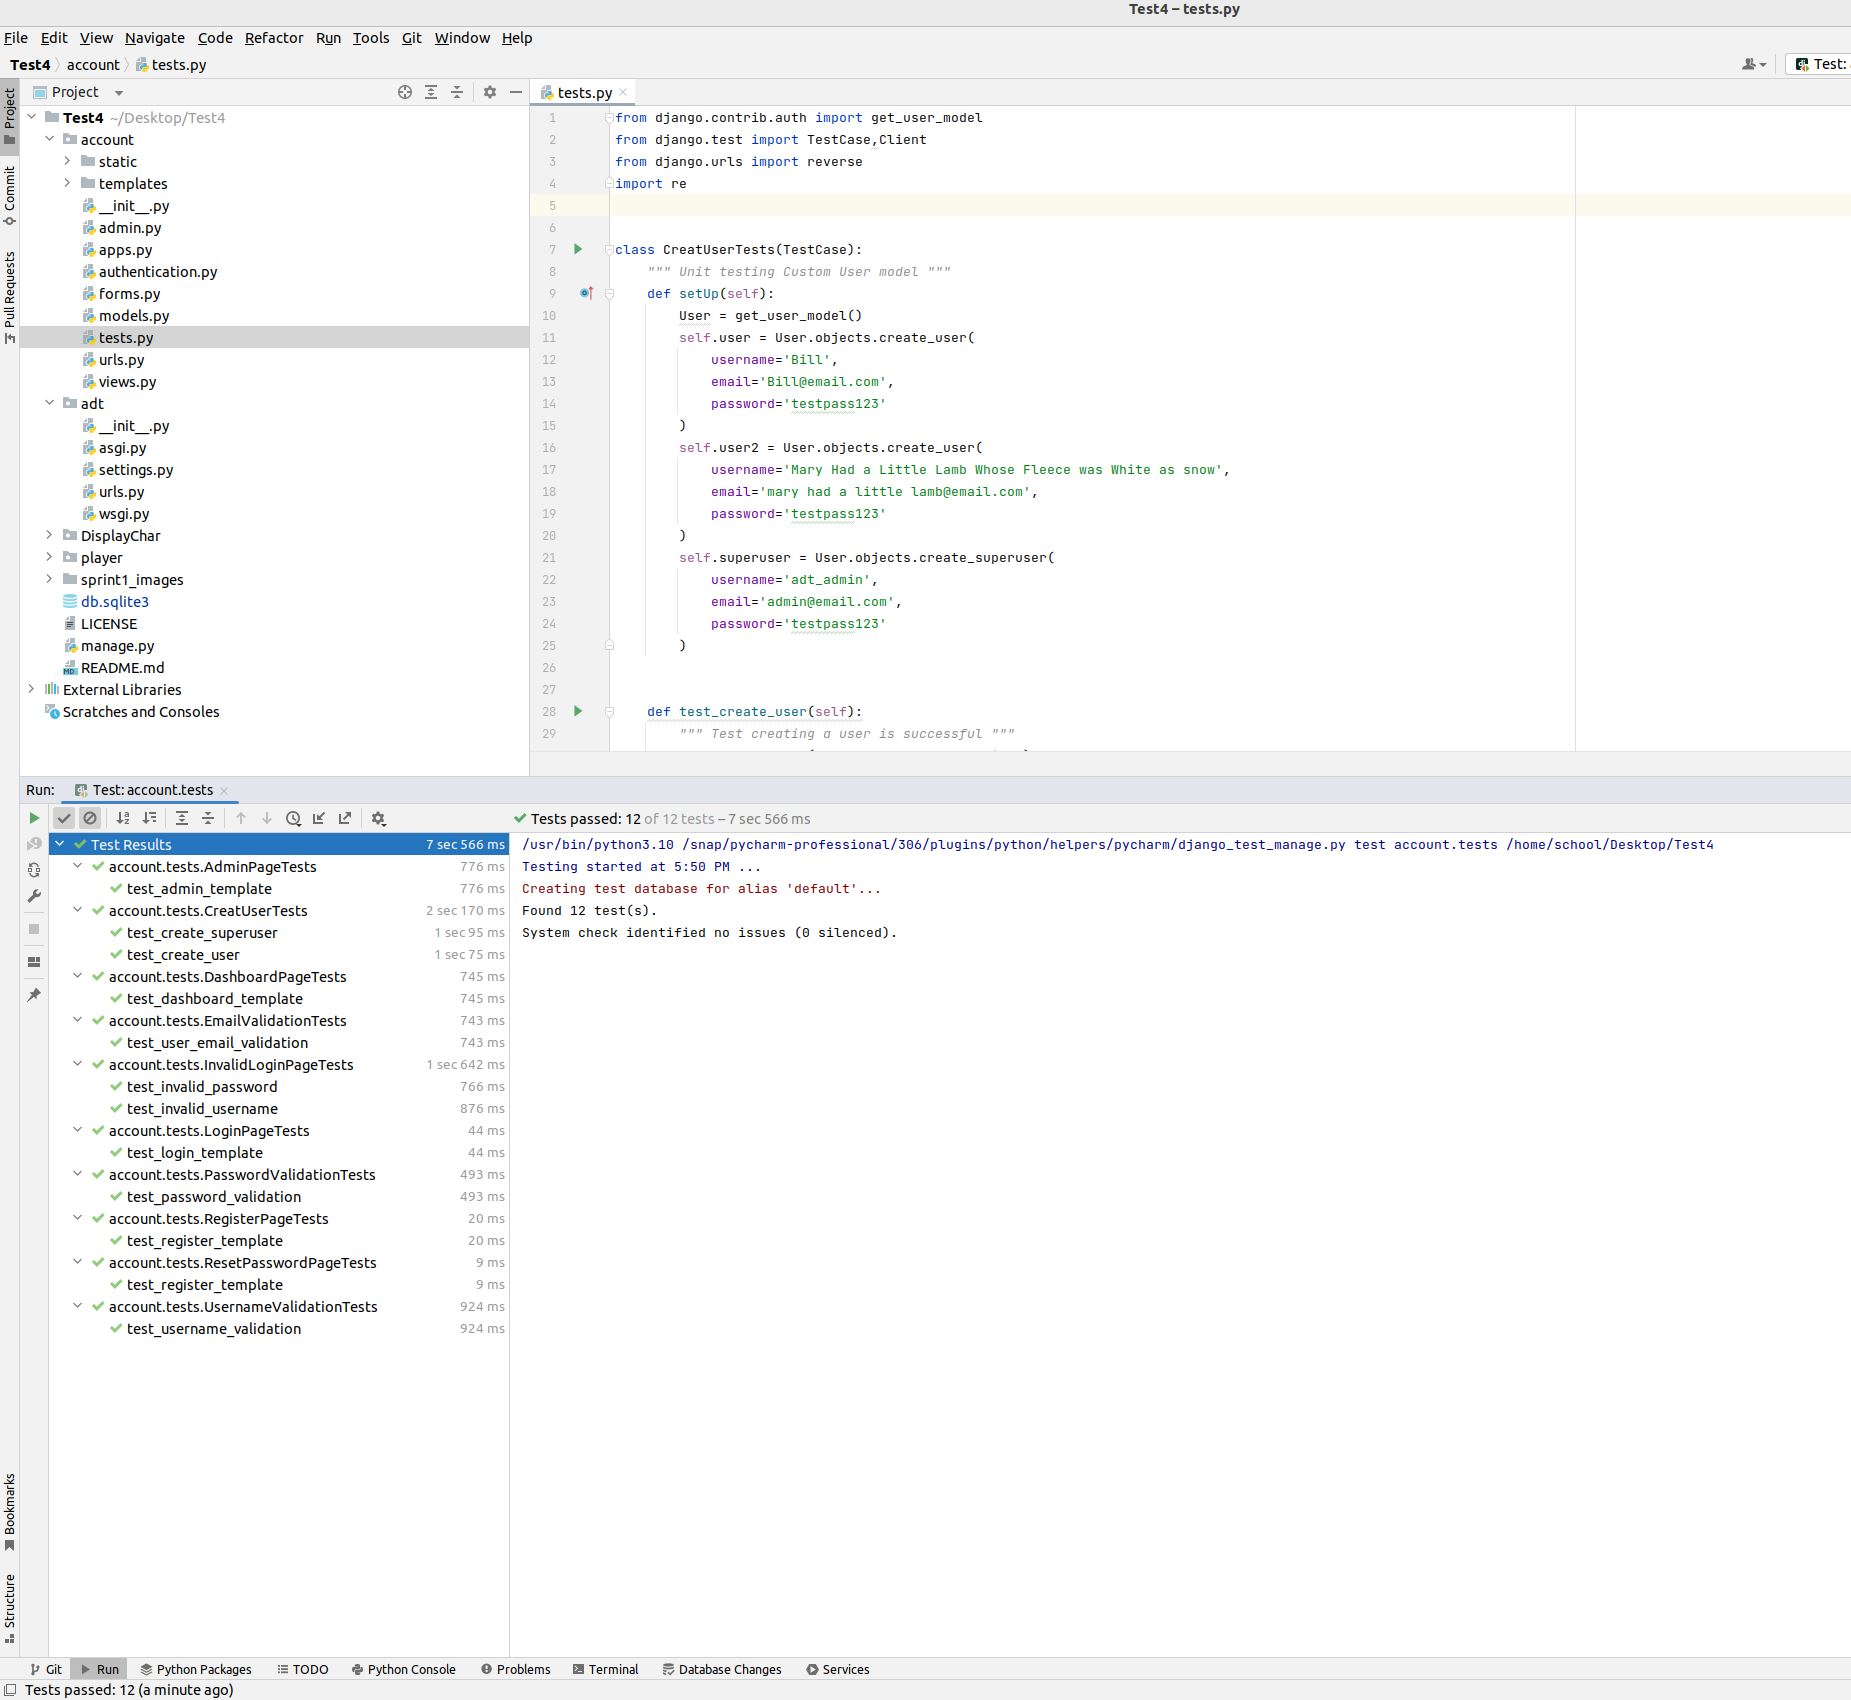 Test4 – tests.py
File Edit View Navigate Code Refactor Run Tools Git Window Help
Test4 account tests.py
Test:
Project
Commit
Pull Requests
Bookmarks
Structure
Project
Test4 ~/Desktop/Test4
account
static
templates
__init__.py
admin.py
apps.py
authentication.py
forms.py
models.py
tests.py
urls.py
views.py
adt
__init__.py
asgi.py
settings.py
urls.py
wsgi.py
DisplayChar
player
sprint1_images
db.sqlite3
LICENSE
manage.py
README.md
External Libraries
Scratches and Consoles
tests.py
1 from django.contrib.auth import get_user_model
2 from django.test import TestCase,Client
3 from django.urls import reverse
4 import re
5
6
7 class CreatUserTests(TestCase):
8 """ Unit testing Custom User model """
9 def setUp(self):
10 User = get_user_model()
11 self.user = User.objects.create_user(
12 username='Bill',
13 email='Bill@email.com',
14 password='testpass123'
15 )
16 self.user2 = User.objects.create_user(
17 username='Mary Had a Little Lamb Whose Fleece was White as snow',
18 email='mary had a little lamb@email.com',
19 password='testpass123'
20 )
21 self.superuser = User.objects.create_superuser(
22 username='adt_admin',
23 email='admin@email.com',
24 password='testpass123'
25 )
26
27
28 def test_create_user(self):
29 """ Test creating a user is successful """
Run: Test: account.tests
Tests passed: 12 of 12 tests – 7 sec 566 ms
Test Results 7 sec 566 ms
account.tests.AdminPageTests 776 ms
test_admin_template 776 ms
account.tests.CreatUserTests 2 sec 170 ms
test_create_superuser 1 sec 95 ms
test_create_user 1 sec 75 ms
account.tests.DashboardPageTests 745 ms
test_dashboard_template 745 ms
account.tests.EmailValidationTests 743 ms
test_user_email_validation 743 ms
account.tests.InvalidLoginPageTests 1 sec 642 ms
test_invalid_password 766 ms
test_invalid_username 876 ms
account.tests.LoginPageTests 44 ms
test_login_template 44 ms
account.tests.PasswordValidationTests 493 ms
test_password_validation 493 ms
account.tests.RegisterPageTests 20 ms
test_register_template 20 ms
account.tests.ResetPasswordPageTests 9 ms
test_register_template 9 ms
account.tests.UsernameValidationTests 924 ms
test_username_validation 924 ms
/usr/bin/python3.10 /snap/pycharm-professional/306/plugins/python/helpers/pycharm/django_test_manage.py test account.tests /home/school/Desktop/Test4
Testing started at 5:50 PM ...
Creating test database for alias 'default'...
Found 12 test(s).
System check identified no issues (0 silenced).
Git Run Python Packages TODO Python Console Problems Terminal Database Changes Services
Tests passed: 12 (a minute ago)